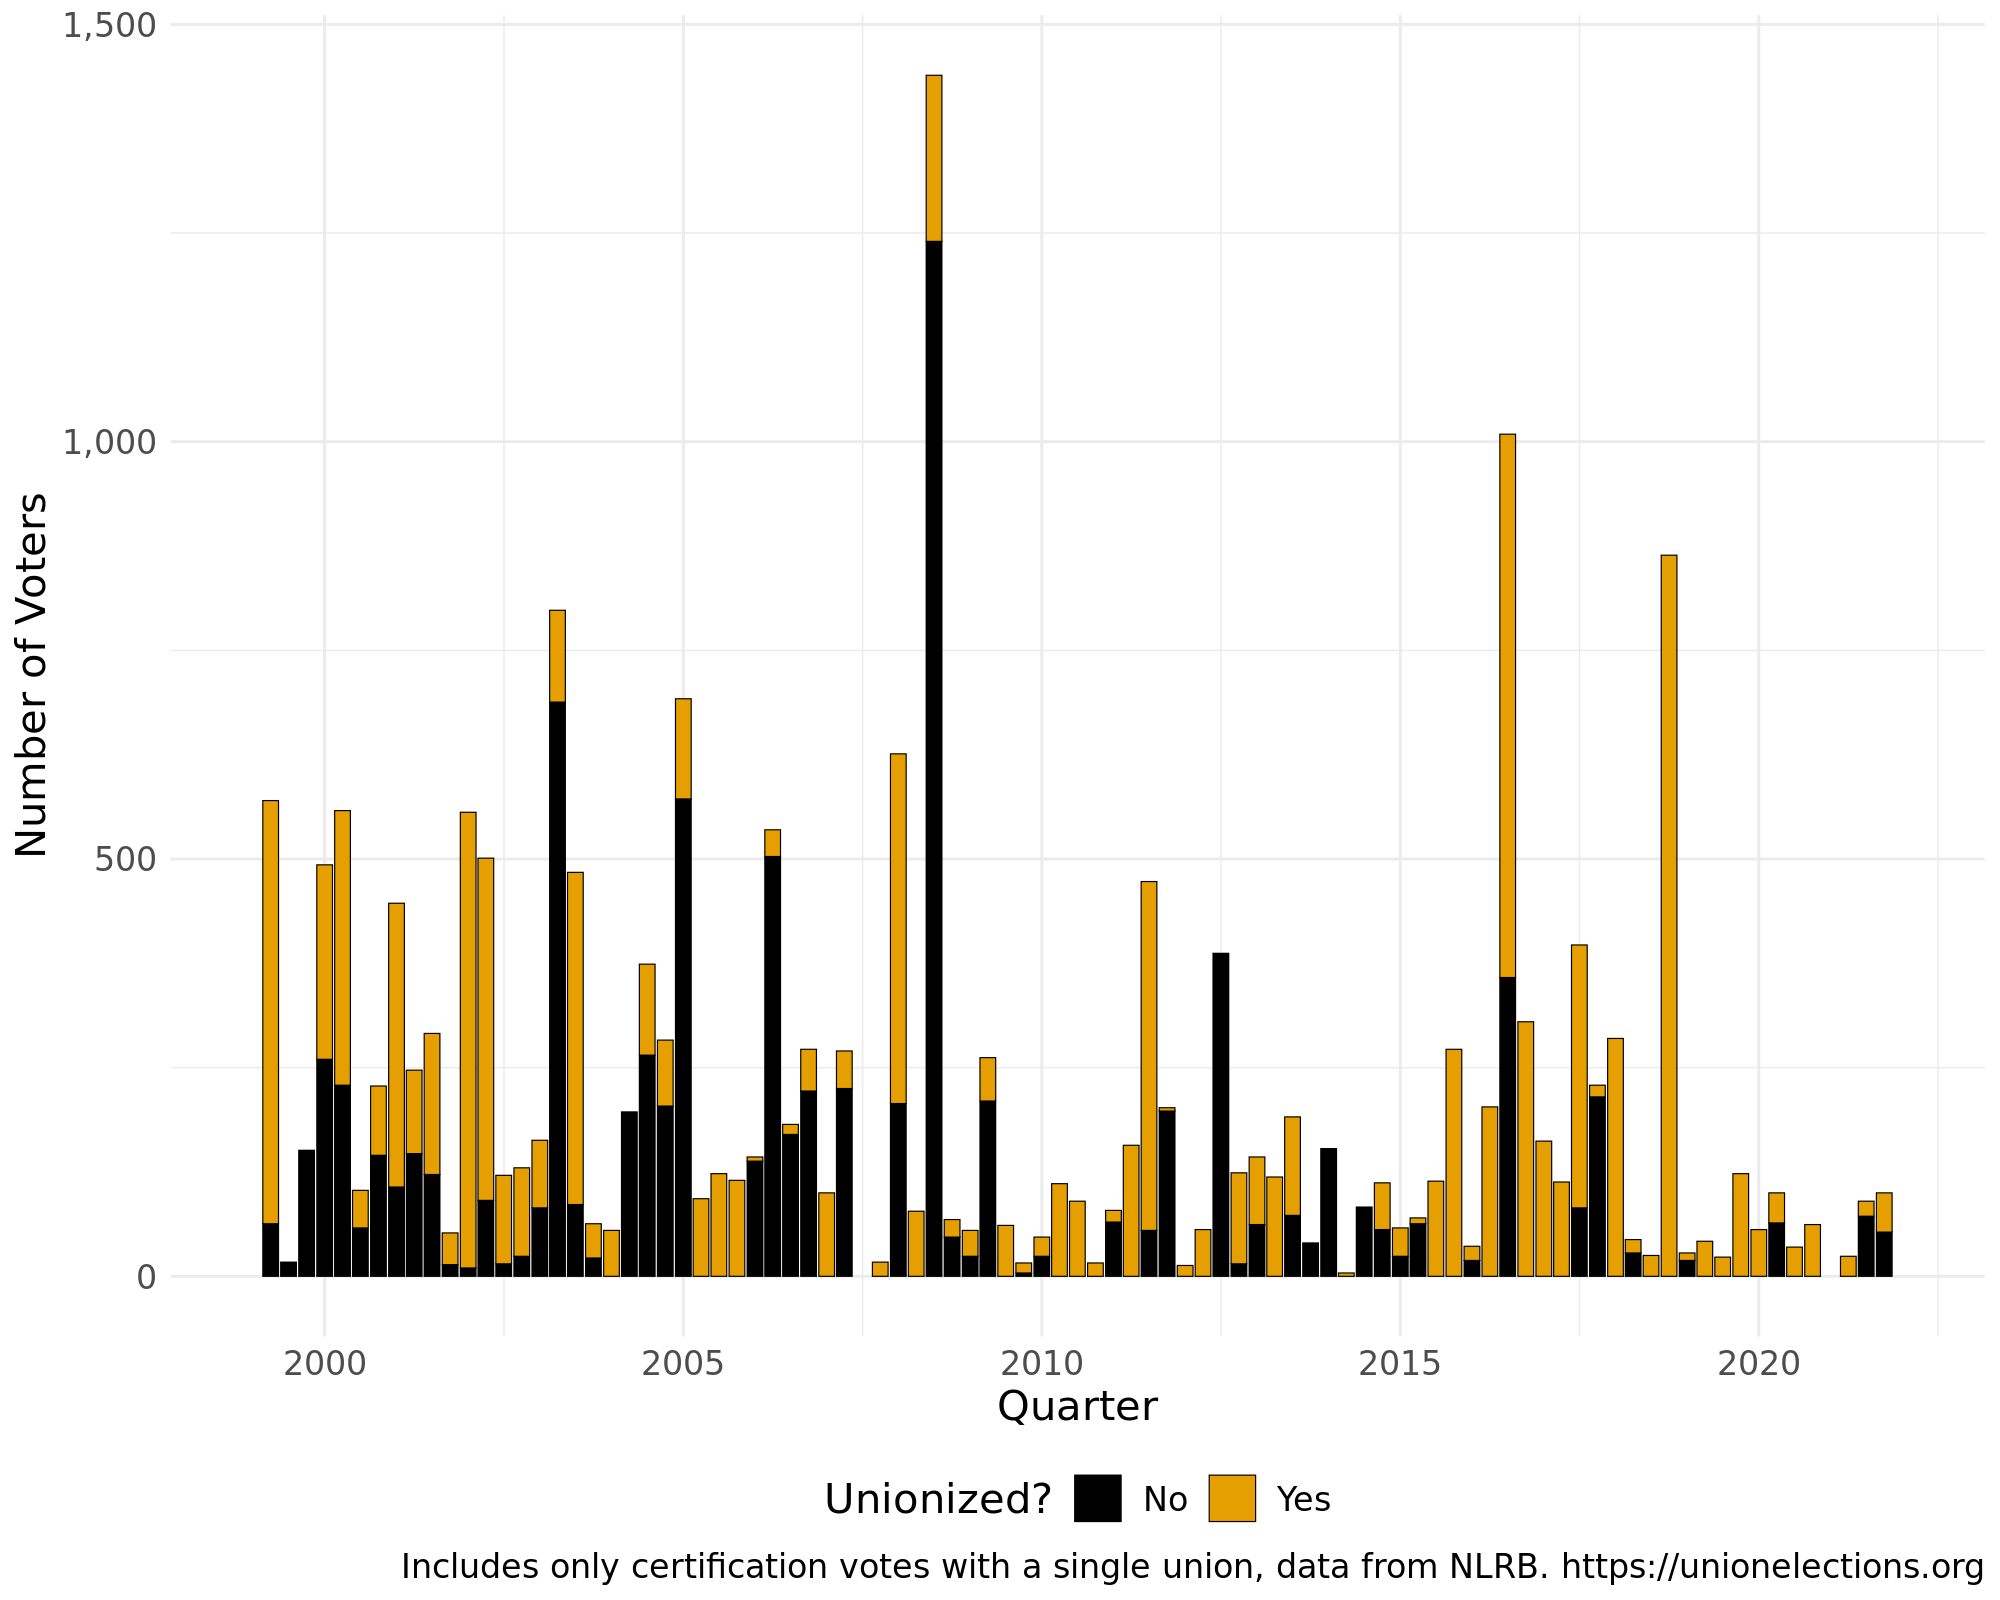 1,500
1,000
500
0
Number of Voters
2000 2005 2010 2015 2020
Quarter
Unionized? No Yes
Includes only certification votes with a single union, data from NLRB. https://unionelections.org